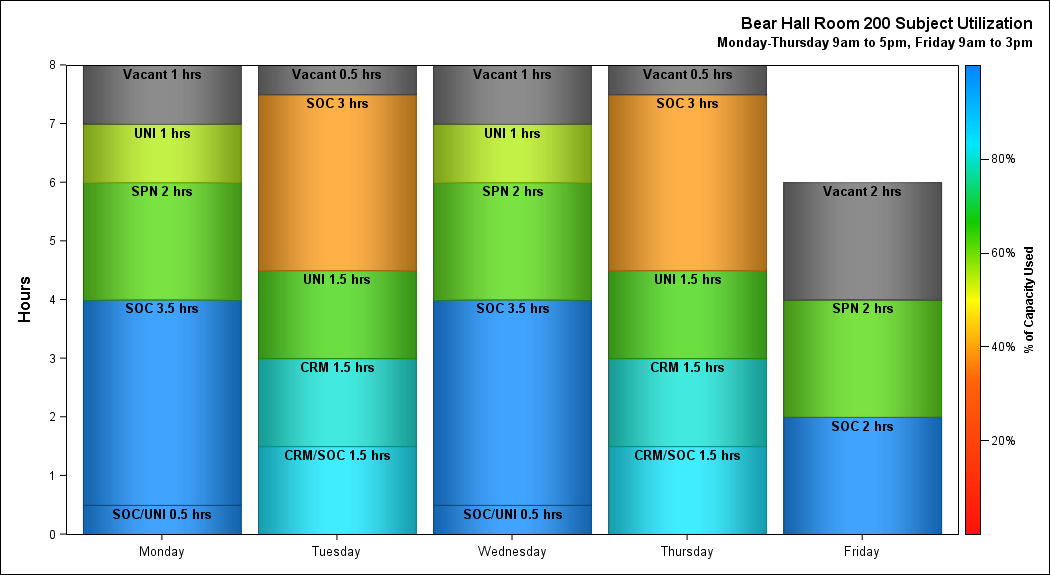 Bear Hall Room 200 Subject Utilization
Monday-Thursday 9am to 5pm, Friday 9am to 3pm
Hours
8
7
6
5
4
3
2
1
0
Vacant 1 hrs
UNI 1 hrs
SPN 2 hrs
SOC 3.5 hrs
SOC/UNI 0.5 hrs
Monday
Vacant 0.5 hrs
SOC 3 hrs
UNI 1.5 hrs
CRM 1.5 hrs
CRM/SOC 1.5 hrs
Tuesday
Vacant 1 hrs
UNI 1 hrs
SPN 2 hrs
SOC 3.5 hrs
SOC/UNI 0.5 hrs
Wednesday
Vacant 0.5 hrs
SOC 3 hrs
UNI 1.5 hrs
CRM 1.5 hrs
CRM/SOC 1.5 hrs
Thursday
Vacant 2 hrs
SPN 2 hrs
SOC 2 hrs
Friday
80%
60%
40%
20%
% of Capacity Used